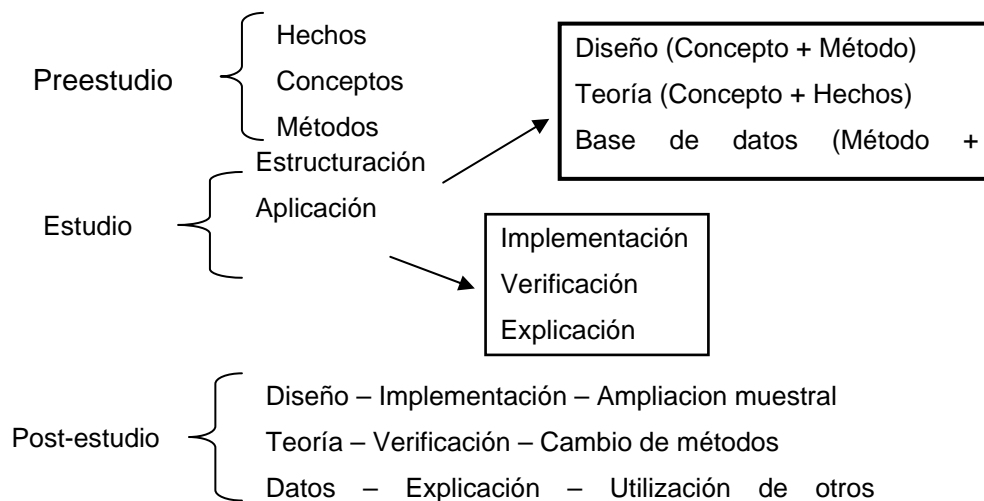 Preestudio
Hechos
Conceptos
Métodos
Estudio
Estructuración
Aplicación
Diseño (Concepto + Método)
Teoría (Concepto + Hechos)
Base de datos (Método +
Implementación
Verificación
Explicación
Post-estudio
Diseño – Implementación – Ampliacion muestral
Teoría – Verificación – Cambio de métodos
Datos – Explicación – Utilización de otros